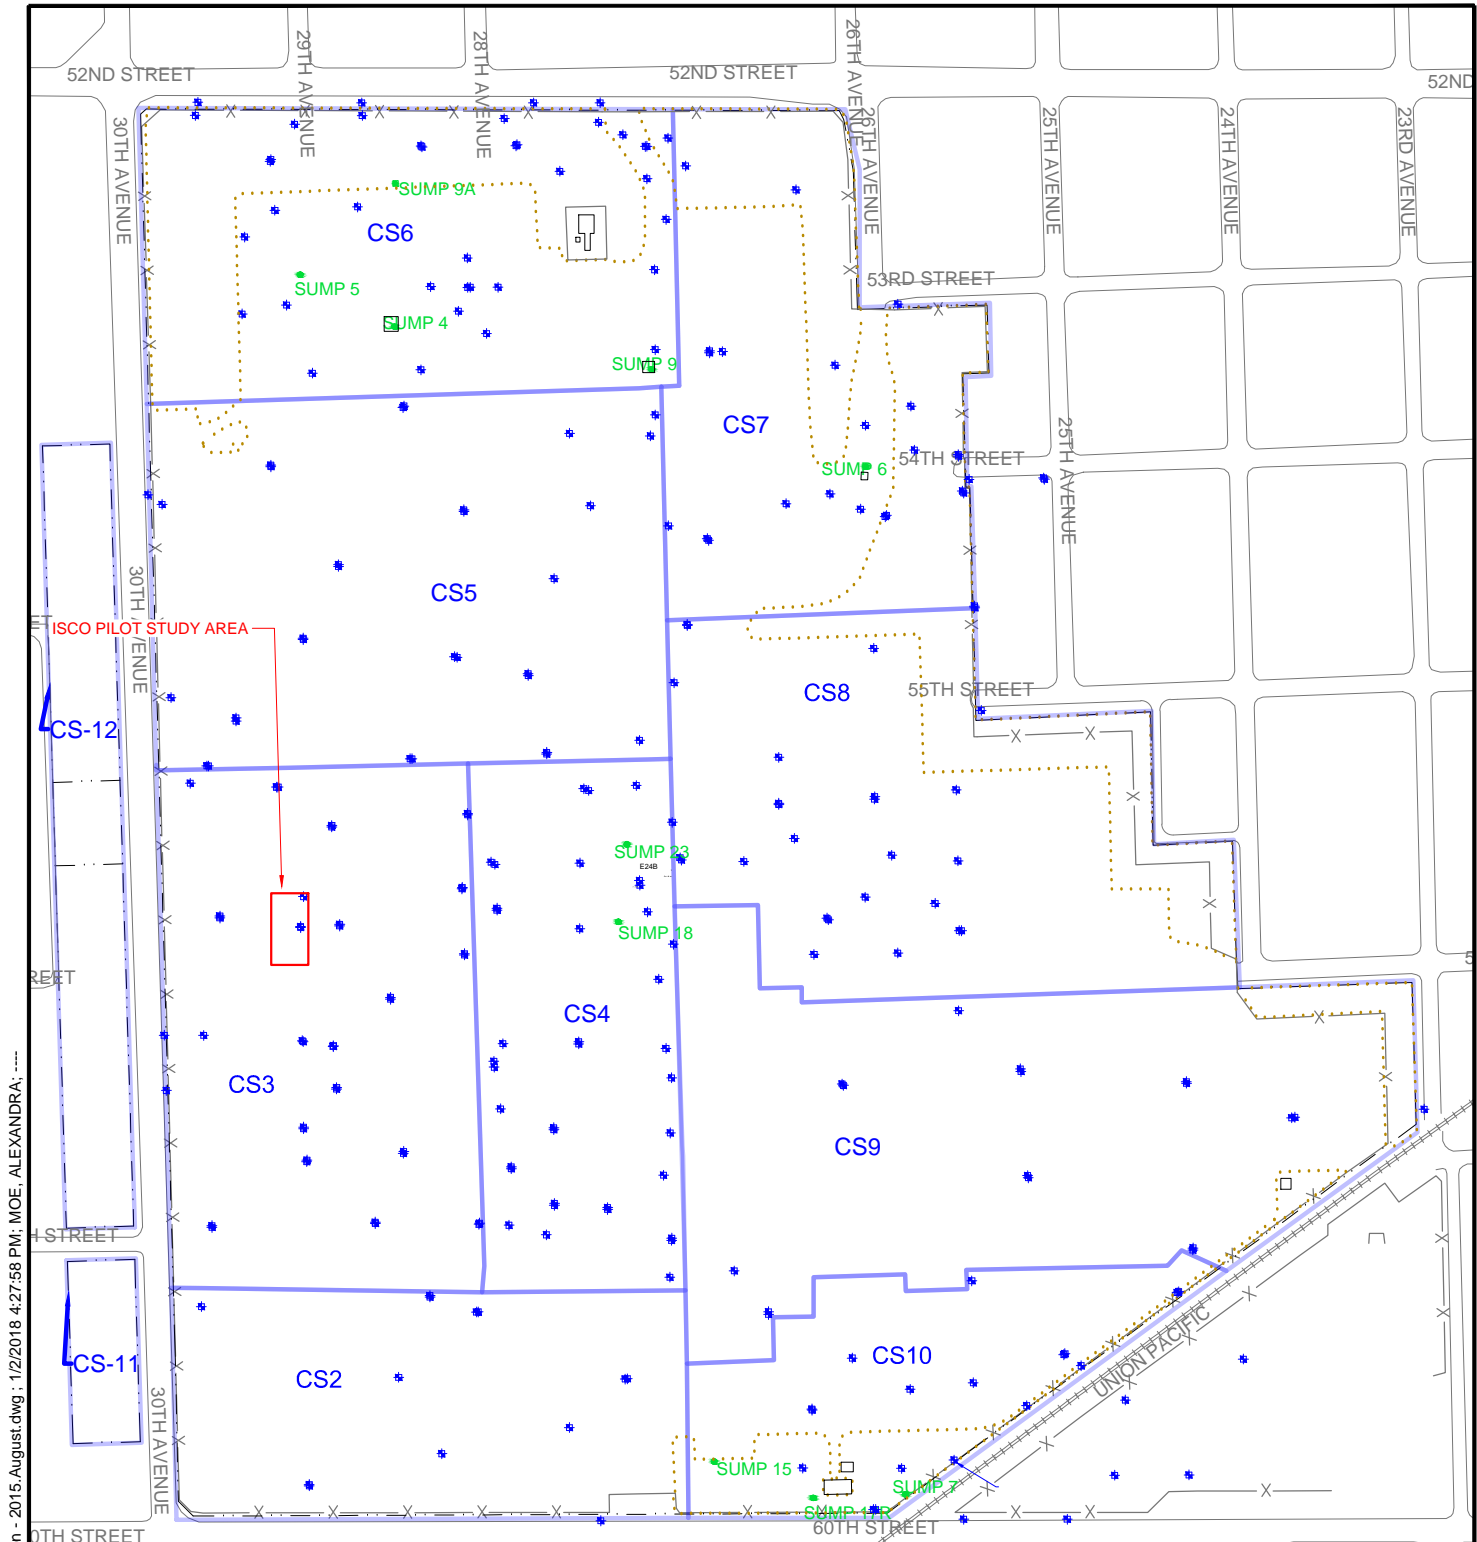 52ND STREET
52ND STREET
52ND
29TH AVENUE
28TH AVENUE
26TH AVENUE
26TH AVENUE
25TH AVENUE
24TH AVENUE
23RD AVENUE
30TH AVENUE
SUMP 9A
CS6
SUMP 5
53RD STREET
SUMP 4
SUMP 9
CS7
25TH AVENUE
54TH STREET
SUMP 6
30TH AVENUE
CS5
ET
ISCO PILOT STUDY AREA
CS8
55TH STREET
CS-12
SUMP 23
E24B
SUMP 18
REET
5
CS4
CS3
CS9
H STREET
UNION PACIFIC
CS-11
CS2
CS10
30TH AVENUE
SUMP 15
SUMP 7
SUMP 17R
60TH STREET
0TH STREET
n - 2015.August.dwg ; 1/2/2018 4:27:58 PM; MOE, ALEXANDRA; ----